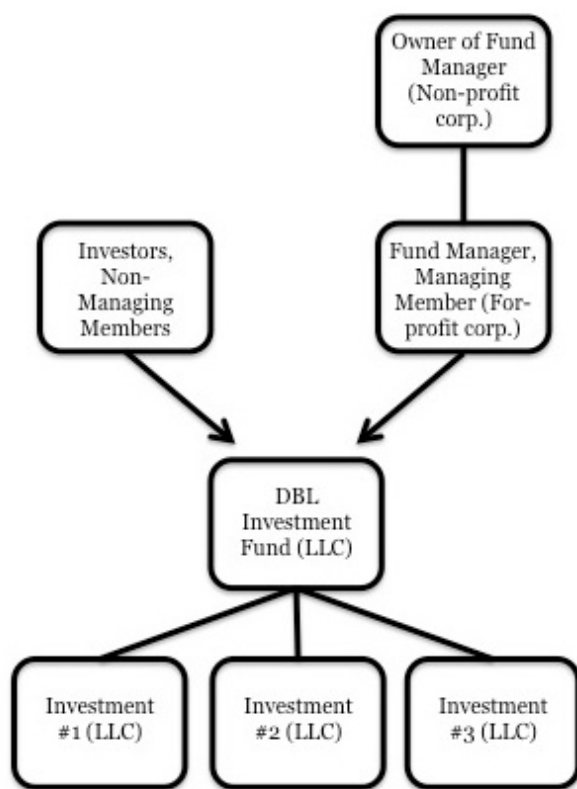 Owner of Fund
Manager
(Non-profit
corp.)
Investors,
Non-
Managing
Members
Fund Manager,
Managing
Member (For-
profit corp.)
DBL
Investment
Fund (LLC)
Investment
#1 (LLC)
Investment
#2 (LLC)
Investment
#3 (LLC)